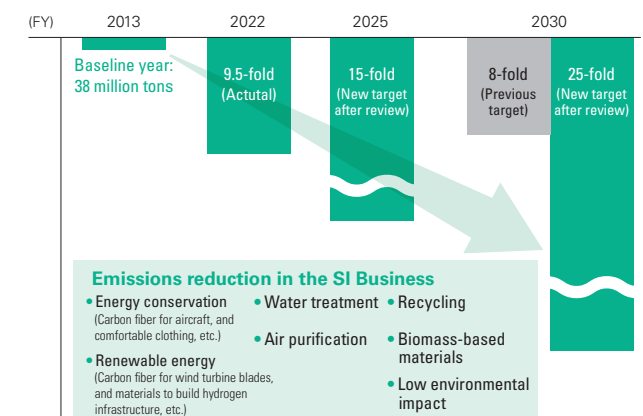 (FY)
2013
2022
2025
2030
Baseline year:
38 million tons
9.5-fold
(Actutal)
15-fold
(New target
after review)
8-fold
(Previous
target)
25-fold
(New target
after review)
Emissions reduction in the SI Business
• Energy conservation
(Carbon fiber for aircraft, and
comfortable clothing, etc.)
• Renewable energy
(Carbon fiber for wind turbine blades,
and materials to build hydrogen
infrastructure, etc.)
• Water treatment
• Air purification
• Recycling
• Biomass-based
materials
• Low environmental
impact